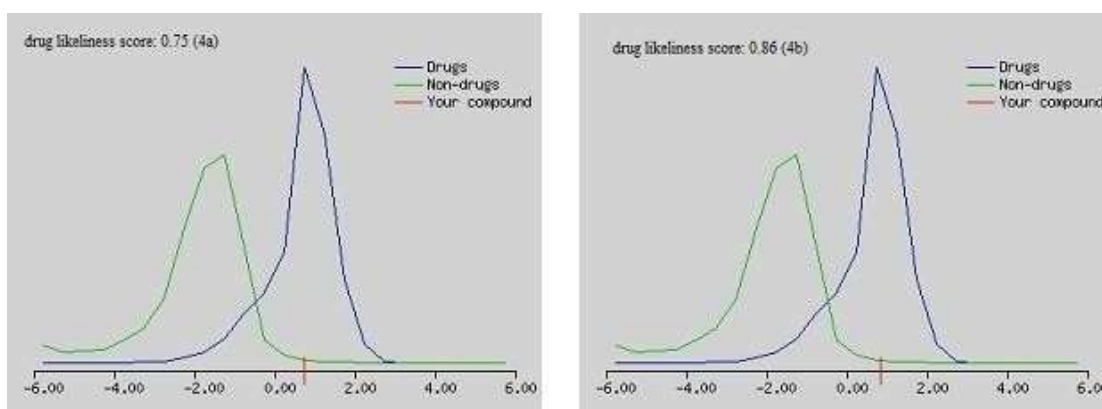 drug likeliness score: 0.75 (4a)
Drugs
Non-drugs
Your compound
-6.00 -4.00 -2.00 0.00 2.00 4.00 6.00
drug likeliness score: 0.86 (4b)
Drugs
Non-drugs
Your compound
-6.00 -4.00 -2.00 0.00 2.00 4.00 6.00